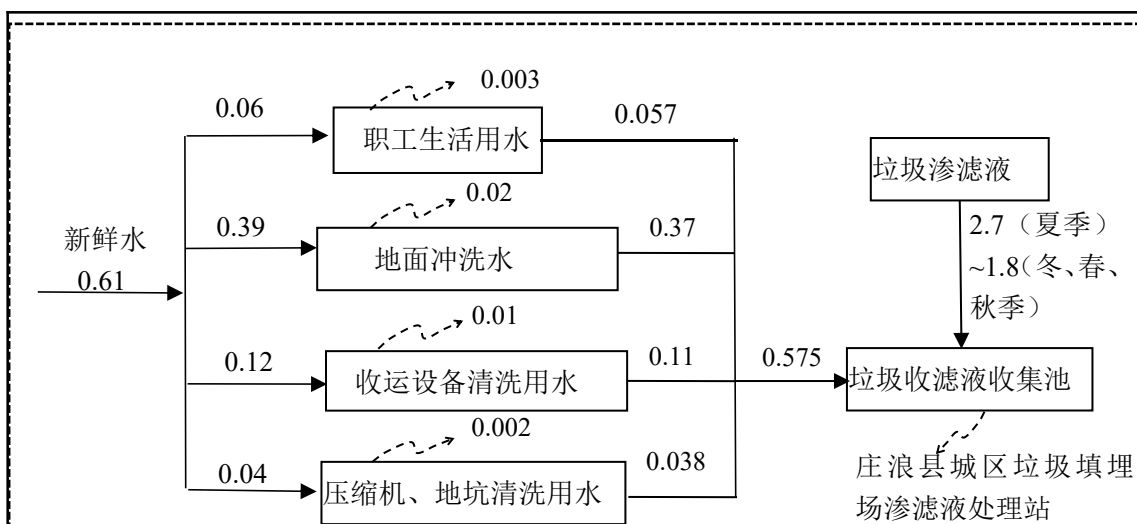 0.003
0.06
职工生活用水
0.057
垃圾渗滤液
0.02
新鲜水
0.61
0.39
地面冲洗水
0.37
2.7（夏季）
~1.8（冬、春、
秋季）
0.01
0.12
收运设备清洗用水
0.11
0.575
垃圾收滤液收集池
0.002
0.04
压缩机、地坑清洗用水
0.038
庄浪县城区垃圾填埋
场渗滤液处理站